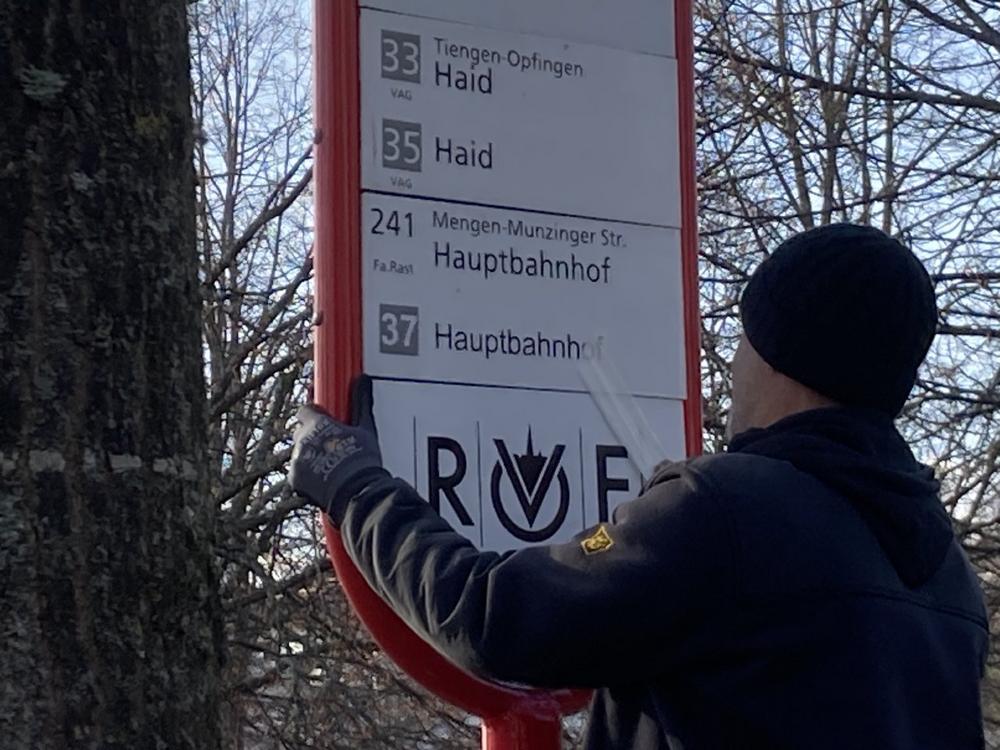 33 Tiengen-Opfingen
VAG Haid
35 Haid
VAG
241 Mengen-Munzinger Str.
Fa.Rast Hauptbahnhof
37 Hauptbahnhof
RVF